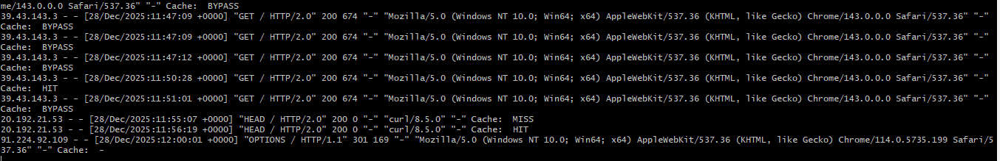 me/143.0.0.0 Safari/537.36" "-" Cache:  BYPASS
39.43.143.3 - - [28/Dec/2025:11:47:09 +0000] "GET / HTTP/2.0" 200 674 "-" "Mozilla/5.0 (Windows NT 10.0; Win64; x64) AppleWebKit/537.36 (KHTML, like Gecko) Chrome/143.0.0.0 Safari/537.36" "-"
Cache:  BYPASS
39.43.143.3 - - [28/Dec/2025:11:47:09 +0000] "GET / HTTP/2.0" 200 674 "-" "Mozilla/5.0 (Windows NT 10.0; Win64; x64) AppleWebKit/537.36 (KHTML, like Gecko) Chrome/143.0.0.0 Safari/537.36" "-"
Cache:  BYPASS
39.43.143.3 - - [28/Dec/2025:11:47:12 +0000] "GET / HTTP/2.0" 200 674 "-" "Mozilla/5.0 (Windows NT 10.0; Win64; x64) AppleWebKit/537.36 (KHTML, like Gecko) Chrome/143.0.0.0 Safari/537.36" "-"
Cache:  BYPASS
39.43.143.3 - - [28/Dec/2025:11:50:28 +0000] "GET / HTTP/2.0" 200 674 "-" "Mozilla/5.0 (Windows NT 10.0; Win64; x64) AppleWebKit/537.36 (KHTML, like Gecko) Chrome/143.0.0.0 Safari/537.36" "-"
Cache:  HIT
39.43.143.3 - - [28/Dec/2025:11:51:01 +0000] "GET / HTTP/2.0" 200 674 "-" "Mozilla/5.0 (Windows NT 10.0; Win64; x64) AppleWebKit/537.36 (KHTML, like Gecko) Chrome/143.0.0.0 Safari/537.36" "-"
Cache:  BYPASS
20.192.21.53 - - [28/Dec/2025:11:55:07 +0000] "HEAD / HTTP/2.0" 200 0 "-" "curl/8.5.0" "-" Cache:  MISS
20.192.21.53 - - [28/Dec/2025:11:56:19 +0000] "HEAD / HTTP/2.0" 200 0 "-" "curl/8.5.0" "-" Cache:  HIT
91.224.92.109 - - [28/Dec/2025:12:00:01 +0000] "OPTIONS / HTTP/1.1" 301 169 "-" "Mozilla/5.0 (Windows NT 10.0; Win64; x64) AppleWebKit/537.36 (KHTML, like Gecko) Chrome/114.0.5735.199 Safari/5
37.36" "-" Cache:  -